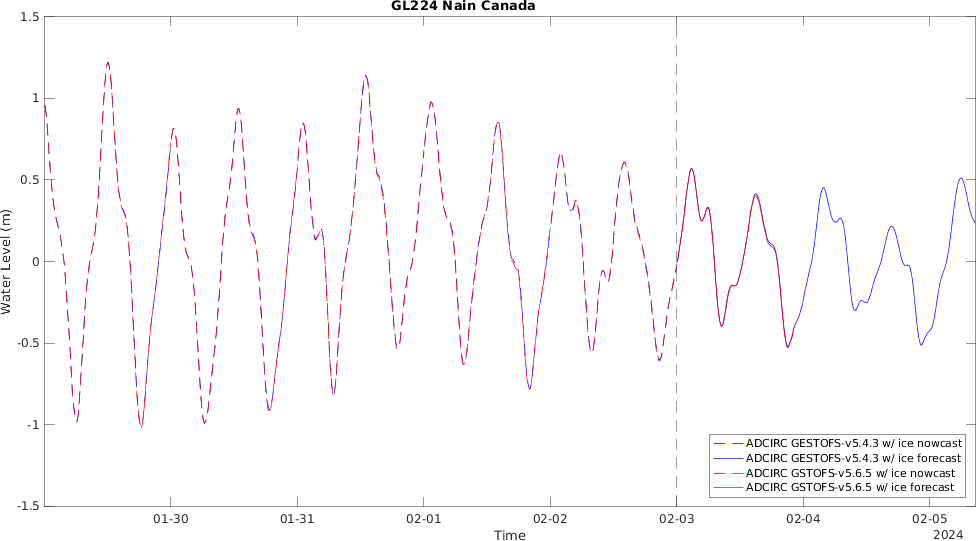 GL224 Nain Canada
1.5
1
0.5
0
-0.5
-1
-1.5
Water Level (m)
01-30
01-31
02-01
02-02
02-03
02-04
02-05
Time
2024
ADCIRC GESTOFS-v5.4.3 w/ ice nowcast
ADCIRC GESTOFS-v5.4.3 w/ ice forecast
ADCIRC GSTOFS-v5.6.5 w/ ice nowcast
ADCIRC GSTOFS-v5.6.5 w/ ice forecast